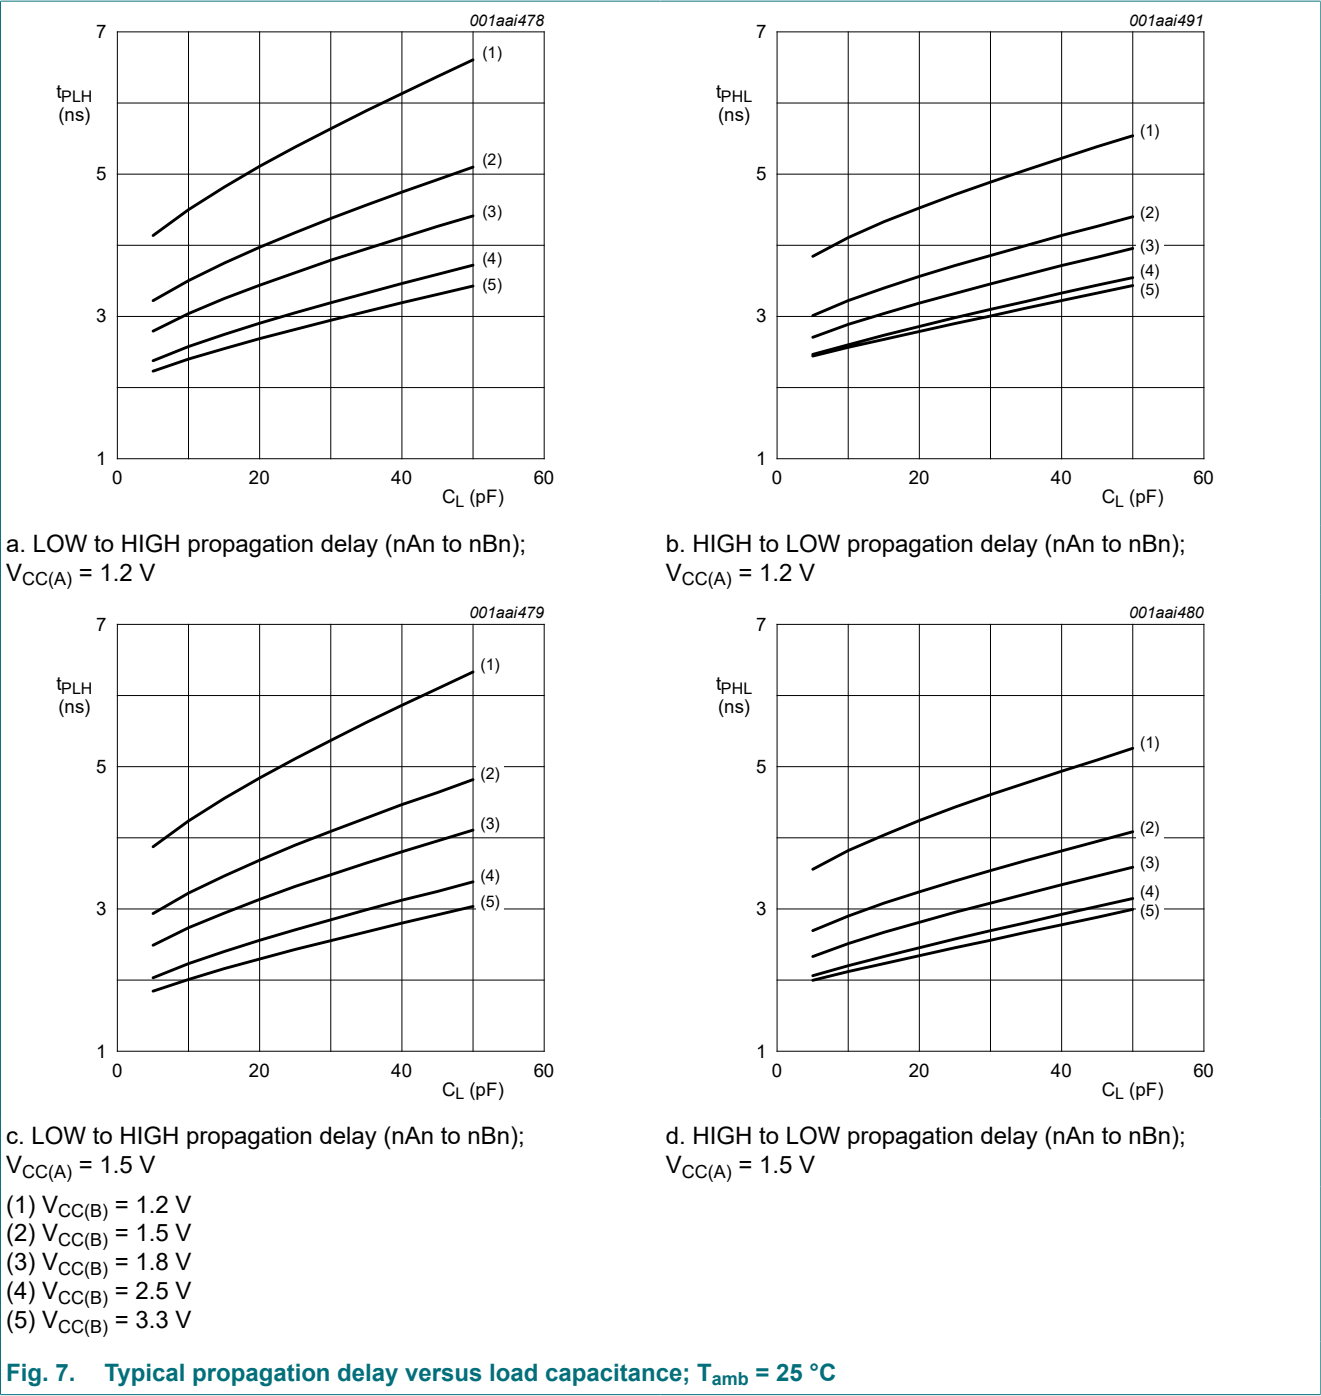 001aai478
7
tPLH
(ns)
(1)
(2)
5
(3)
(4)
(5)
3
1
0 20 40 60
CL (pF)
a. LOW to HIGH propagation delay (nAn to nBn);
VCC(A) = 1.2 V
001aai491
7
tPHL
(ns)
(1)
5
(2)
(3)
(4)
(5)
3
1
0 20 40 60
CL (pF)
b. HIGH to LOW propagation delay (nAn to nBn);
VCC(A) = 1.2 V
001aai479
7
tPLH
(ns)
(1)
5
(2)
(3)
(4)
(5)
3
1
0 20 40 60
CL (pF)
c. LOW to HIGH propagation delay (nAn to nBn);
VCC(A) = 1.5 V
001aai480
7
tPHL
(ns)
(1)
5
(2)
(3)
(4)
(5)
3
1
0 20 40 60
CL (pF)
d. HIGH to LOW propagation delay (nAn to nBn);
VCC(A) = 1.5 V
(1) VCC(B) = 1.2 V
(2) VCC(B) = 1.5 V
(3) VCC(B) = 1.8 V
(4) VCC(B) = 2.5 V
(5) VCC(B) = 3.3 V
Fig. 7. Typical propagation delay versus load capacitance; Tamb = 25 °C